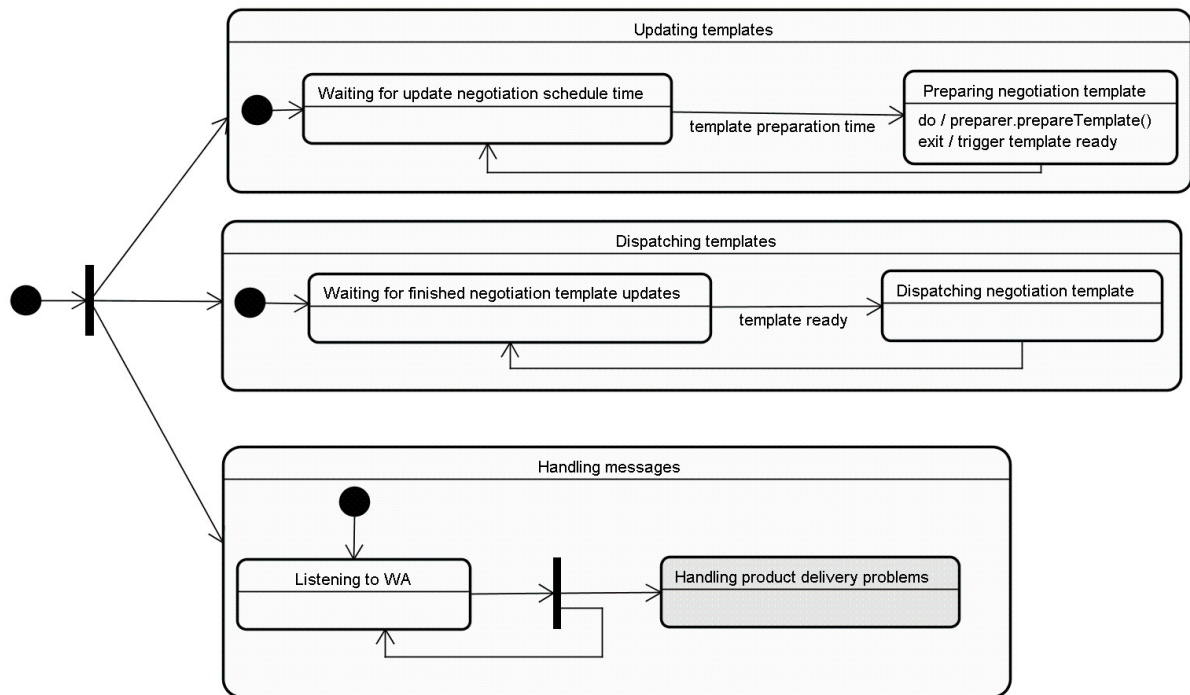 Updating templates
Waiting for update negotiation schedule time
template preparation time
Preparing negotiation template
do / preparer.prepareTemplate()
exit / trigger template ready
Dispatching templates
Waiting for finished negotiation template updates
template ready
Dispatching negotiation template
Handling messages
Listening to WA
Handling product delivery problems